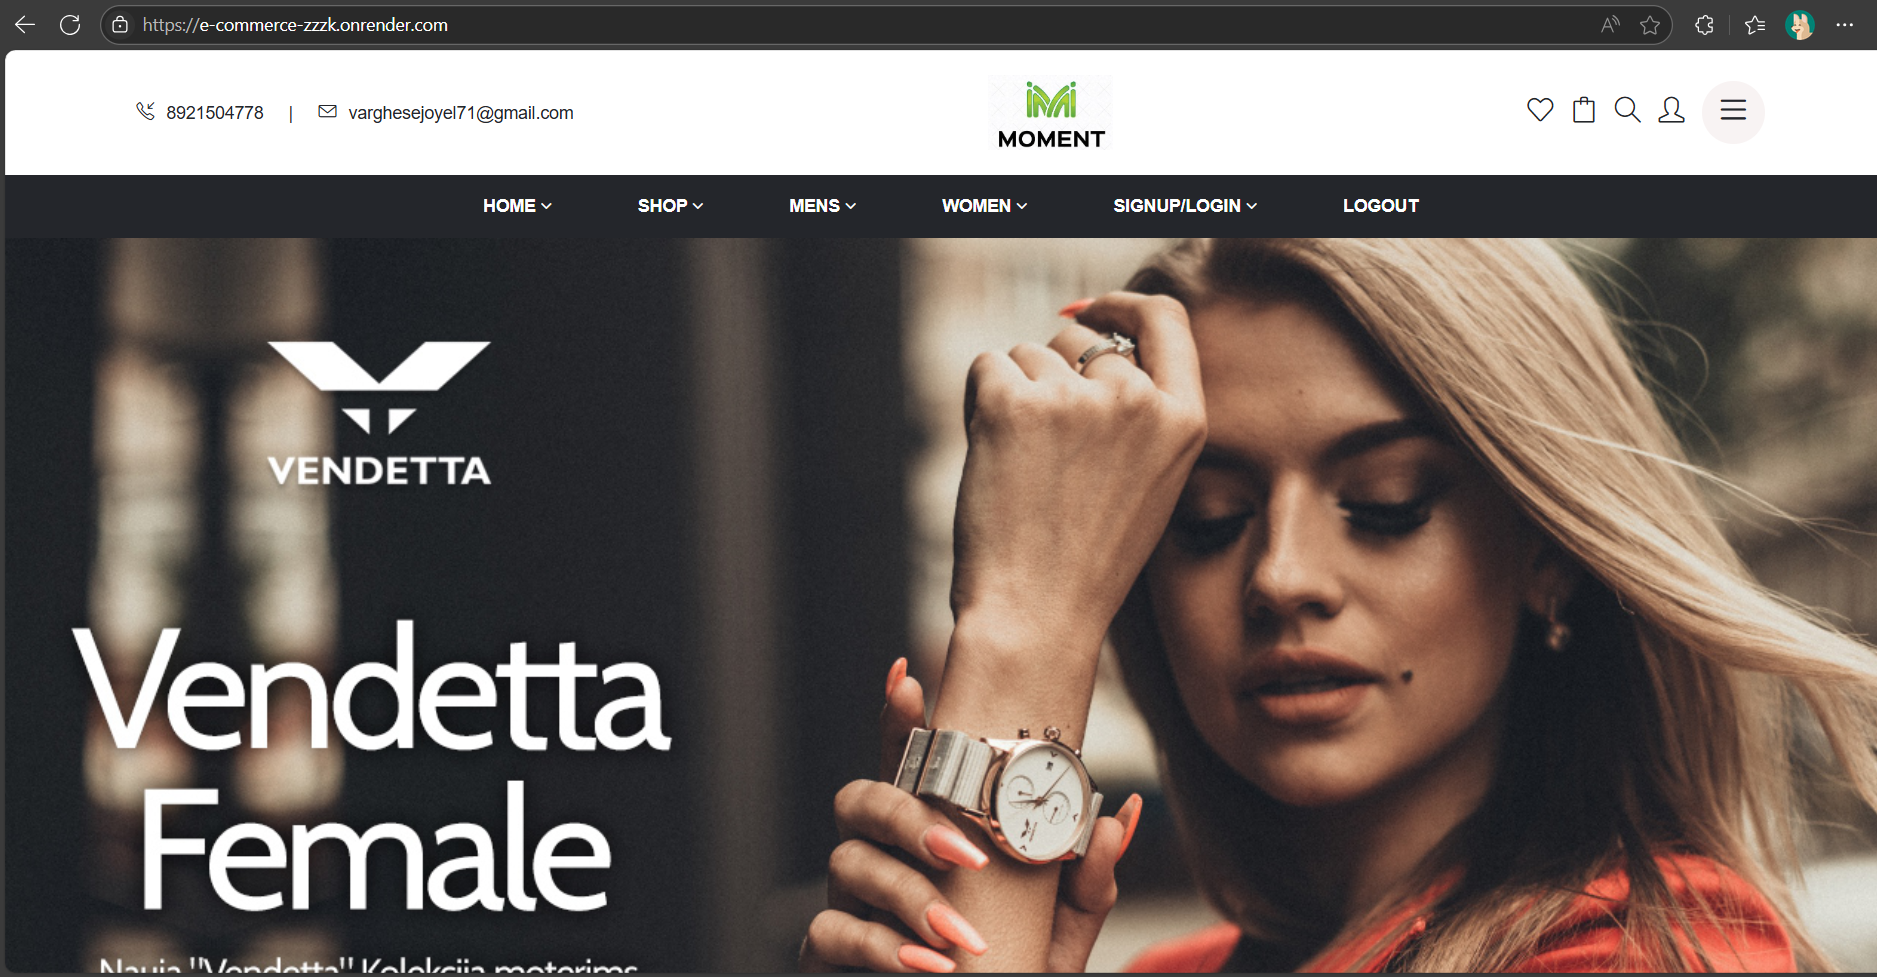 https://e-commerce-zzzk.onrender.com
8921504778 | varghesejoyel71@gmail.com
MOMENT
HOME SHOP MENS WOMEN SIGNUP/LOGIN LOGOUT
VENDETTA
Vendetta
Female
Nauja "Vendetta" Kolekcija moterims